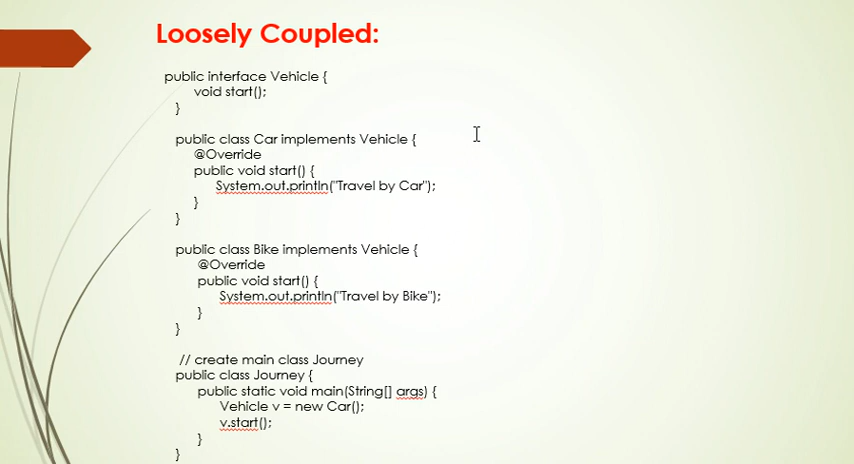 Loosely Coupled:
public interface Vehicle {
void start();
}
public class Car implements Vehicle {
@Override
public void start() {
System.out.println("Travel by Car");
}
}
public class Bike implements Vehicle {
@Override
public void start() {
System.out.println("Travel by Bike");
}
}
// create main class Journey
public class Journey {
public static void main(String[] args) {
Vehicle v = new Car();
v.start();
}
}